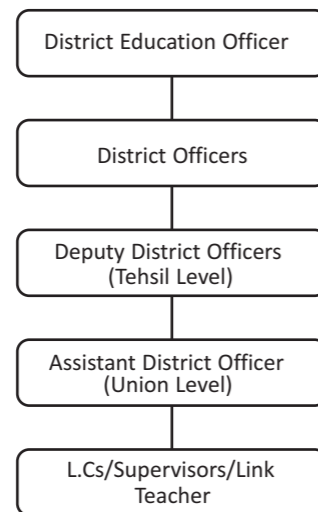 District Education Officer
District Officers
Deputy District Officers
(Tehsil Level)
Assistant District Officer
(Union Level)
L.Cs/Supervisors/Link
Teacher